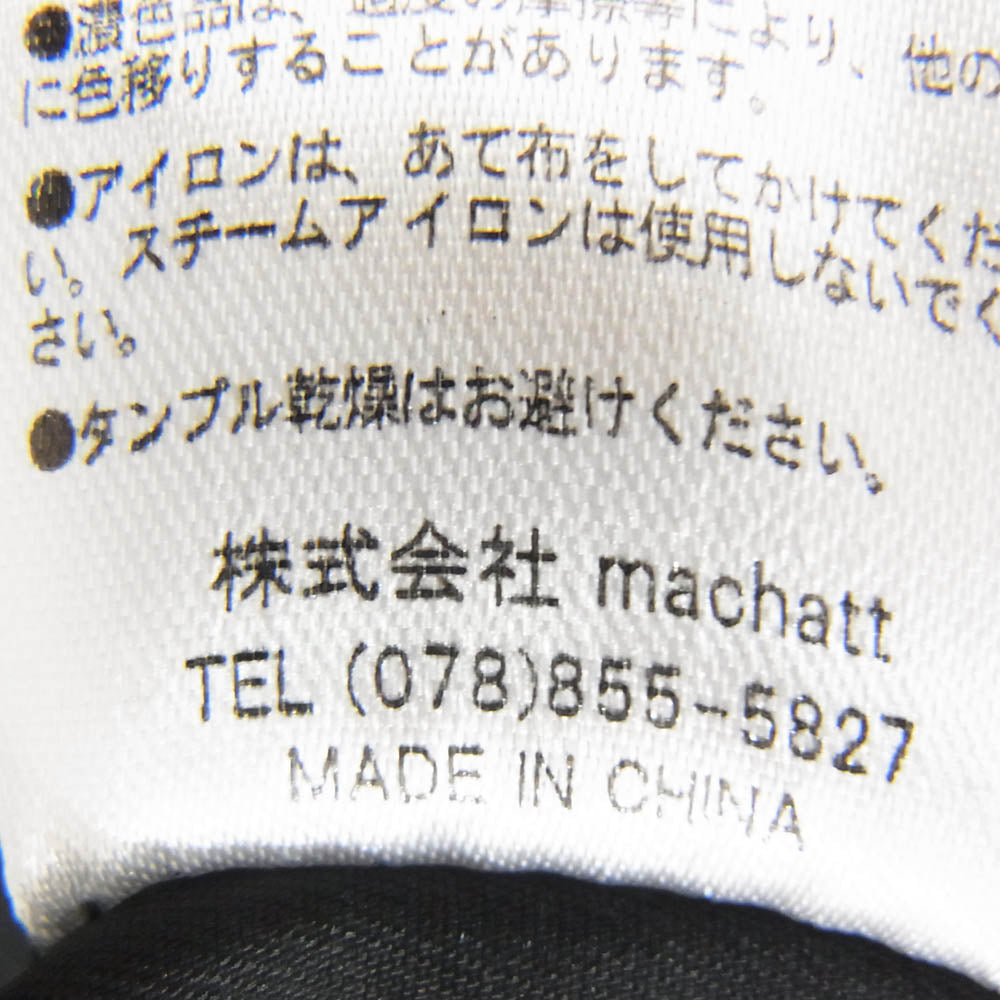 ●濃色品は、過度の摩擦等により、他の
に色移りすることがあります。
●アイロンは、あて布をしてかけてくだ
い。スチームアイロンは使用しないでく
さい。
●タンブル乾燥はお避けください。
株式会社 machatt
TEL (078)855-5827
MADE IN CHINA